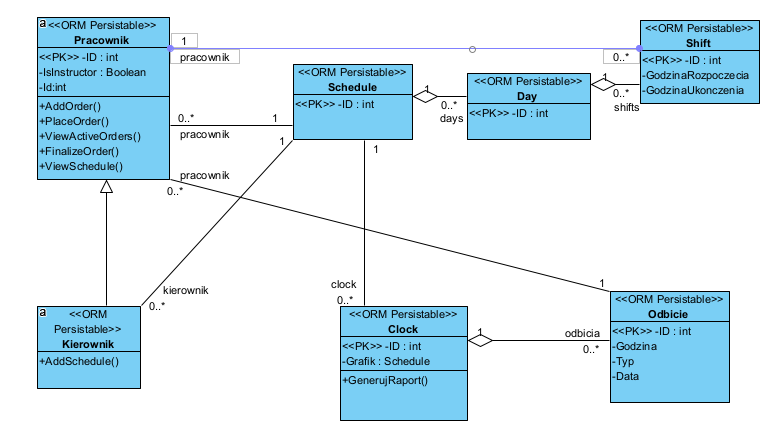 a
<<ORM Persistable>>
Pracownik
<<PK>> -ID : int
-IsInstructor : Boolean
-Id:int
+AddOrder()
+PlaceOrder()
+ViewActiveOrders()
+FinalizeOrder()
+ViewSchedule()
1
pracownik
0..*
<<ORM Persistable>>
Shift
<<PK>> -ID : int
-GodzinaRozpoczecia
-GodzinaUkonczenia
<<ORM Persistable>>
Schedule
<<PK>> -ID : int
1
0..*
days
<<ORM Persistable>>
Day
<<PK>> -ID : int
1
0..*
shifts
0..*
1
pracownik
1
1
pracownik
0..*
kierownik
0..*
clock
0..*
1
a
<<ORM
Persistable>>
Kierownik
+AddSchedule()
<<ORM Persistable>>
Clock
<<PK>> -ID : int
-Grafik : Schedule
+GenerujRaport()
1
odbicia
0..*
<<ORM Persistable>>
Odbicie
<<PK>> -ID : int
-Godzina
-Typ
-Data